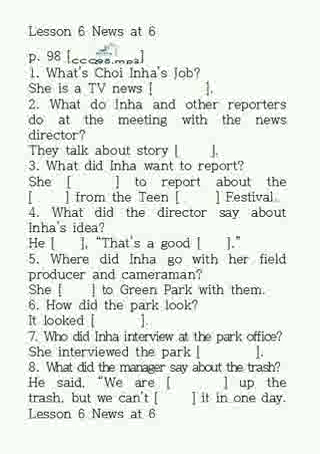 Lesson 6 News at 6
p. 98 [CCC98.mp3]
1. What's Choi Inha's Job?
She is a TV news [ ].
2. What do Inha and other reporters
do at the meeting with the news
director?
They talk about story [ ].
3. What did Inha want to report?
She [ ] to report about the
[ ] from the Teen [ ] Festival.
4. What did the director say about
Inha's idea?
He [ ], “That's a good [ ].”
5. Where did Inha go with her field
producer and cameraman?
She [ ] to Green Park with them.
6. How did the park look?
It looked [ ].
7. Who did Inha interview at the park office?
She interviewed the park [ ].
8. What did the manager say about the trash?
He said, “We are [ ] up the
trash, but we can't [ ] it in one day.
Lesson 6 News at 6